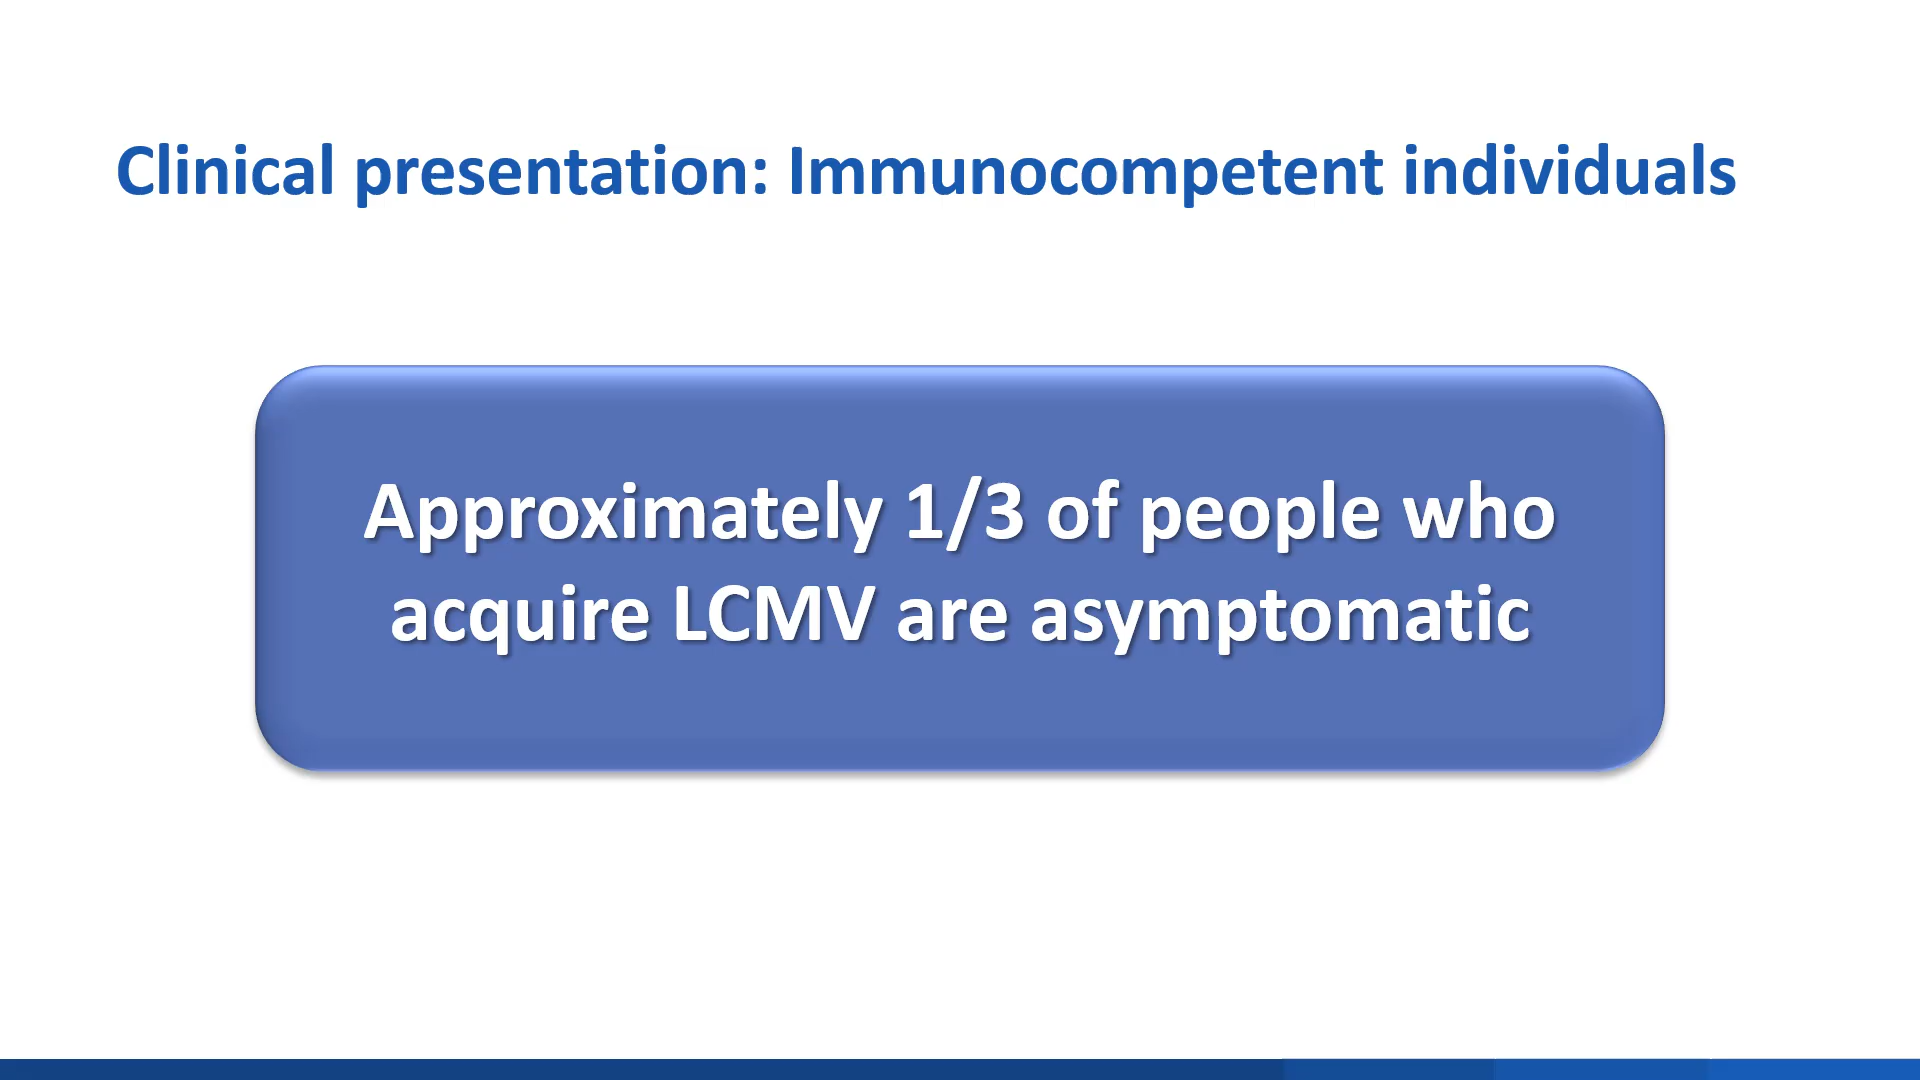 Clinical presentation: Immunocompetent individuals
Approximately 1/3 of people who
acquire LCMV are asymptomatic